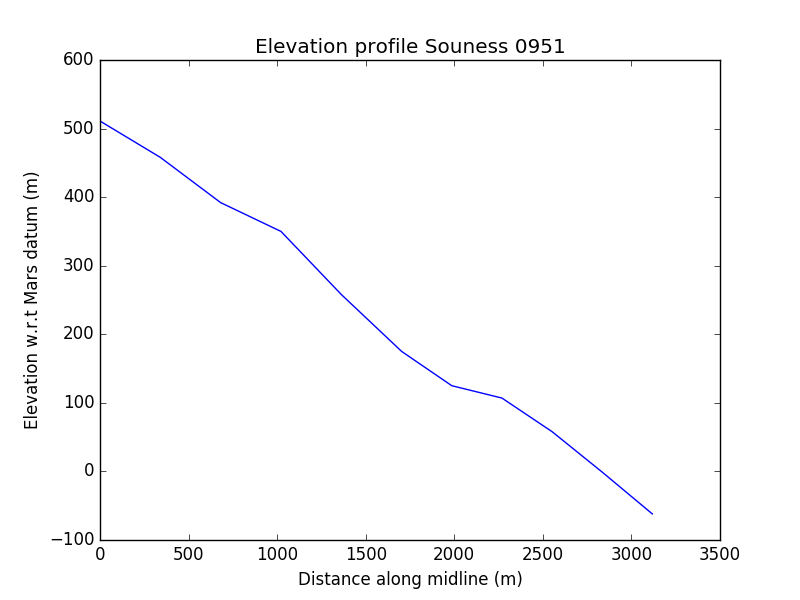 Elevation profile Souness 0951
600
500
400
300
200
100
0
−100
Elevation w.r.t Mars datum (m)
0 500 1000 1500 2000 2500 3000 3500
Distance along midline (m)